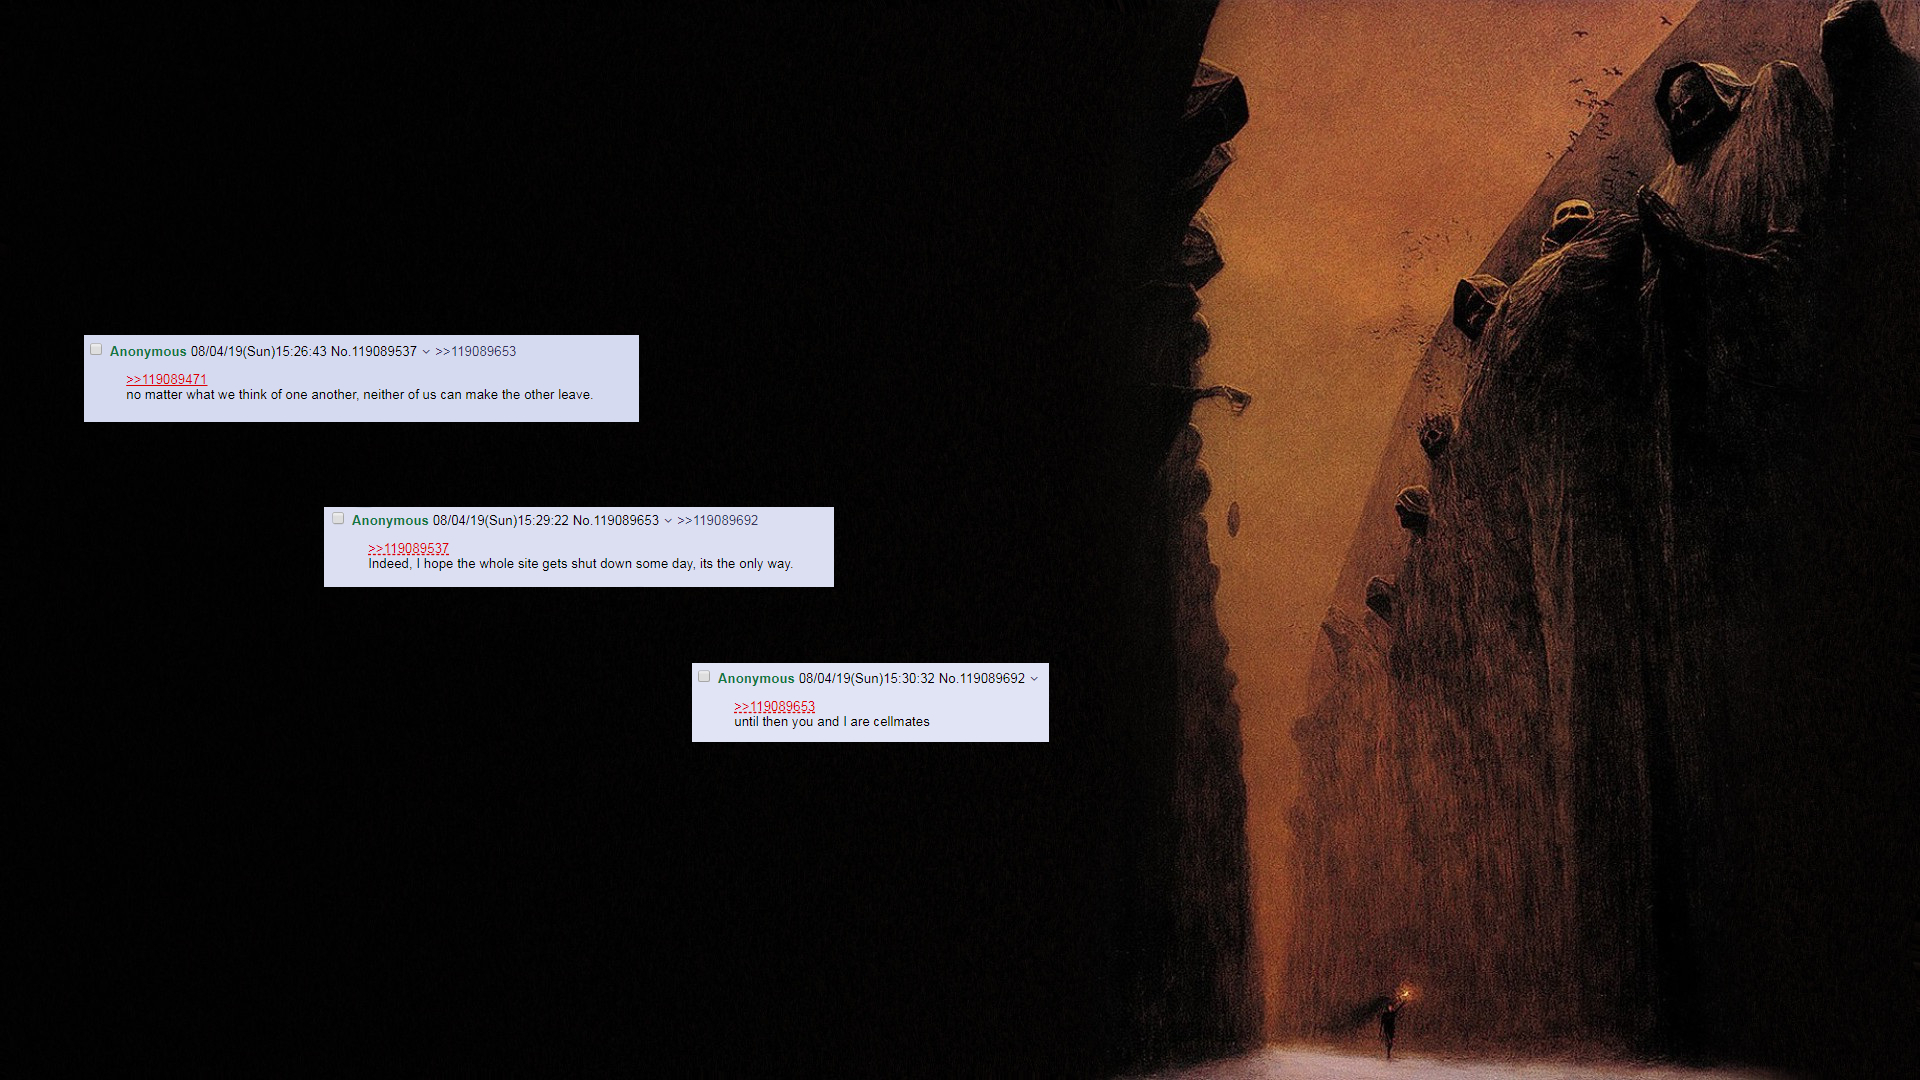 Anonymous 08/04/19(Sun)15:26:43 No.119089537 >>119089653
>>119089471
no matter what we think of one another, neither of us can make the other leave.
Anonymous 08/04/19(Sun)15:29:22 No.119089653 >>119089692
>>119089537
Indeed, I hope the whole site gets shut down some day, its the only way.
Anonymous 08/04/19(Sun)15:30:32 No.119089692
>>119089653
until then you and I are cellmates